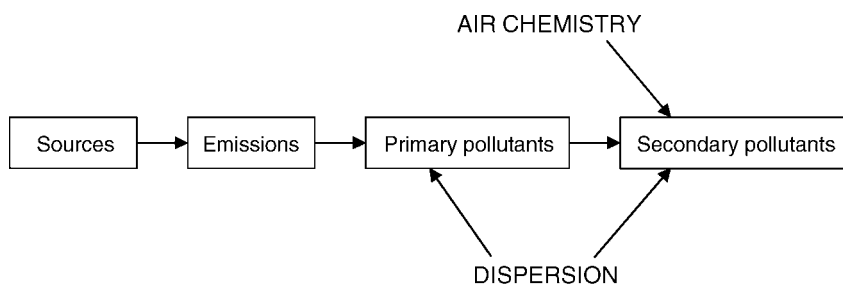 AIR CHEMISTRY
Sources
Emissions
Primary pollutants
Secondary pollutants
DISPERSION